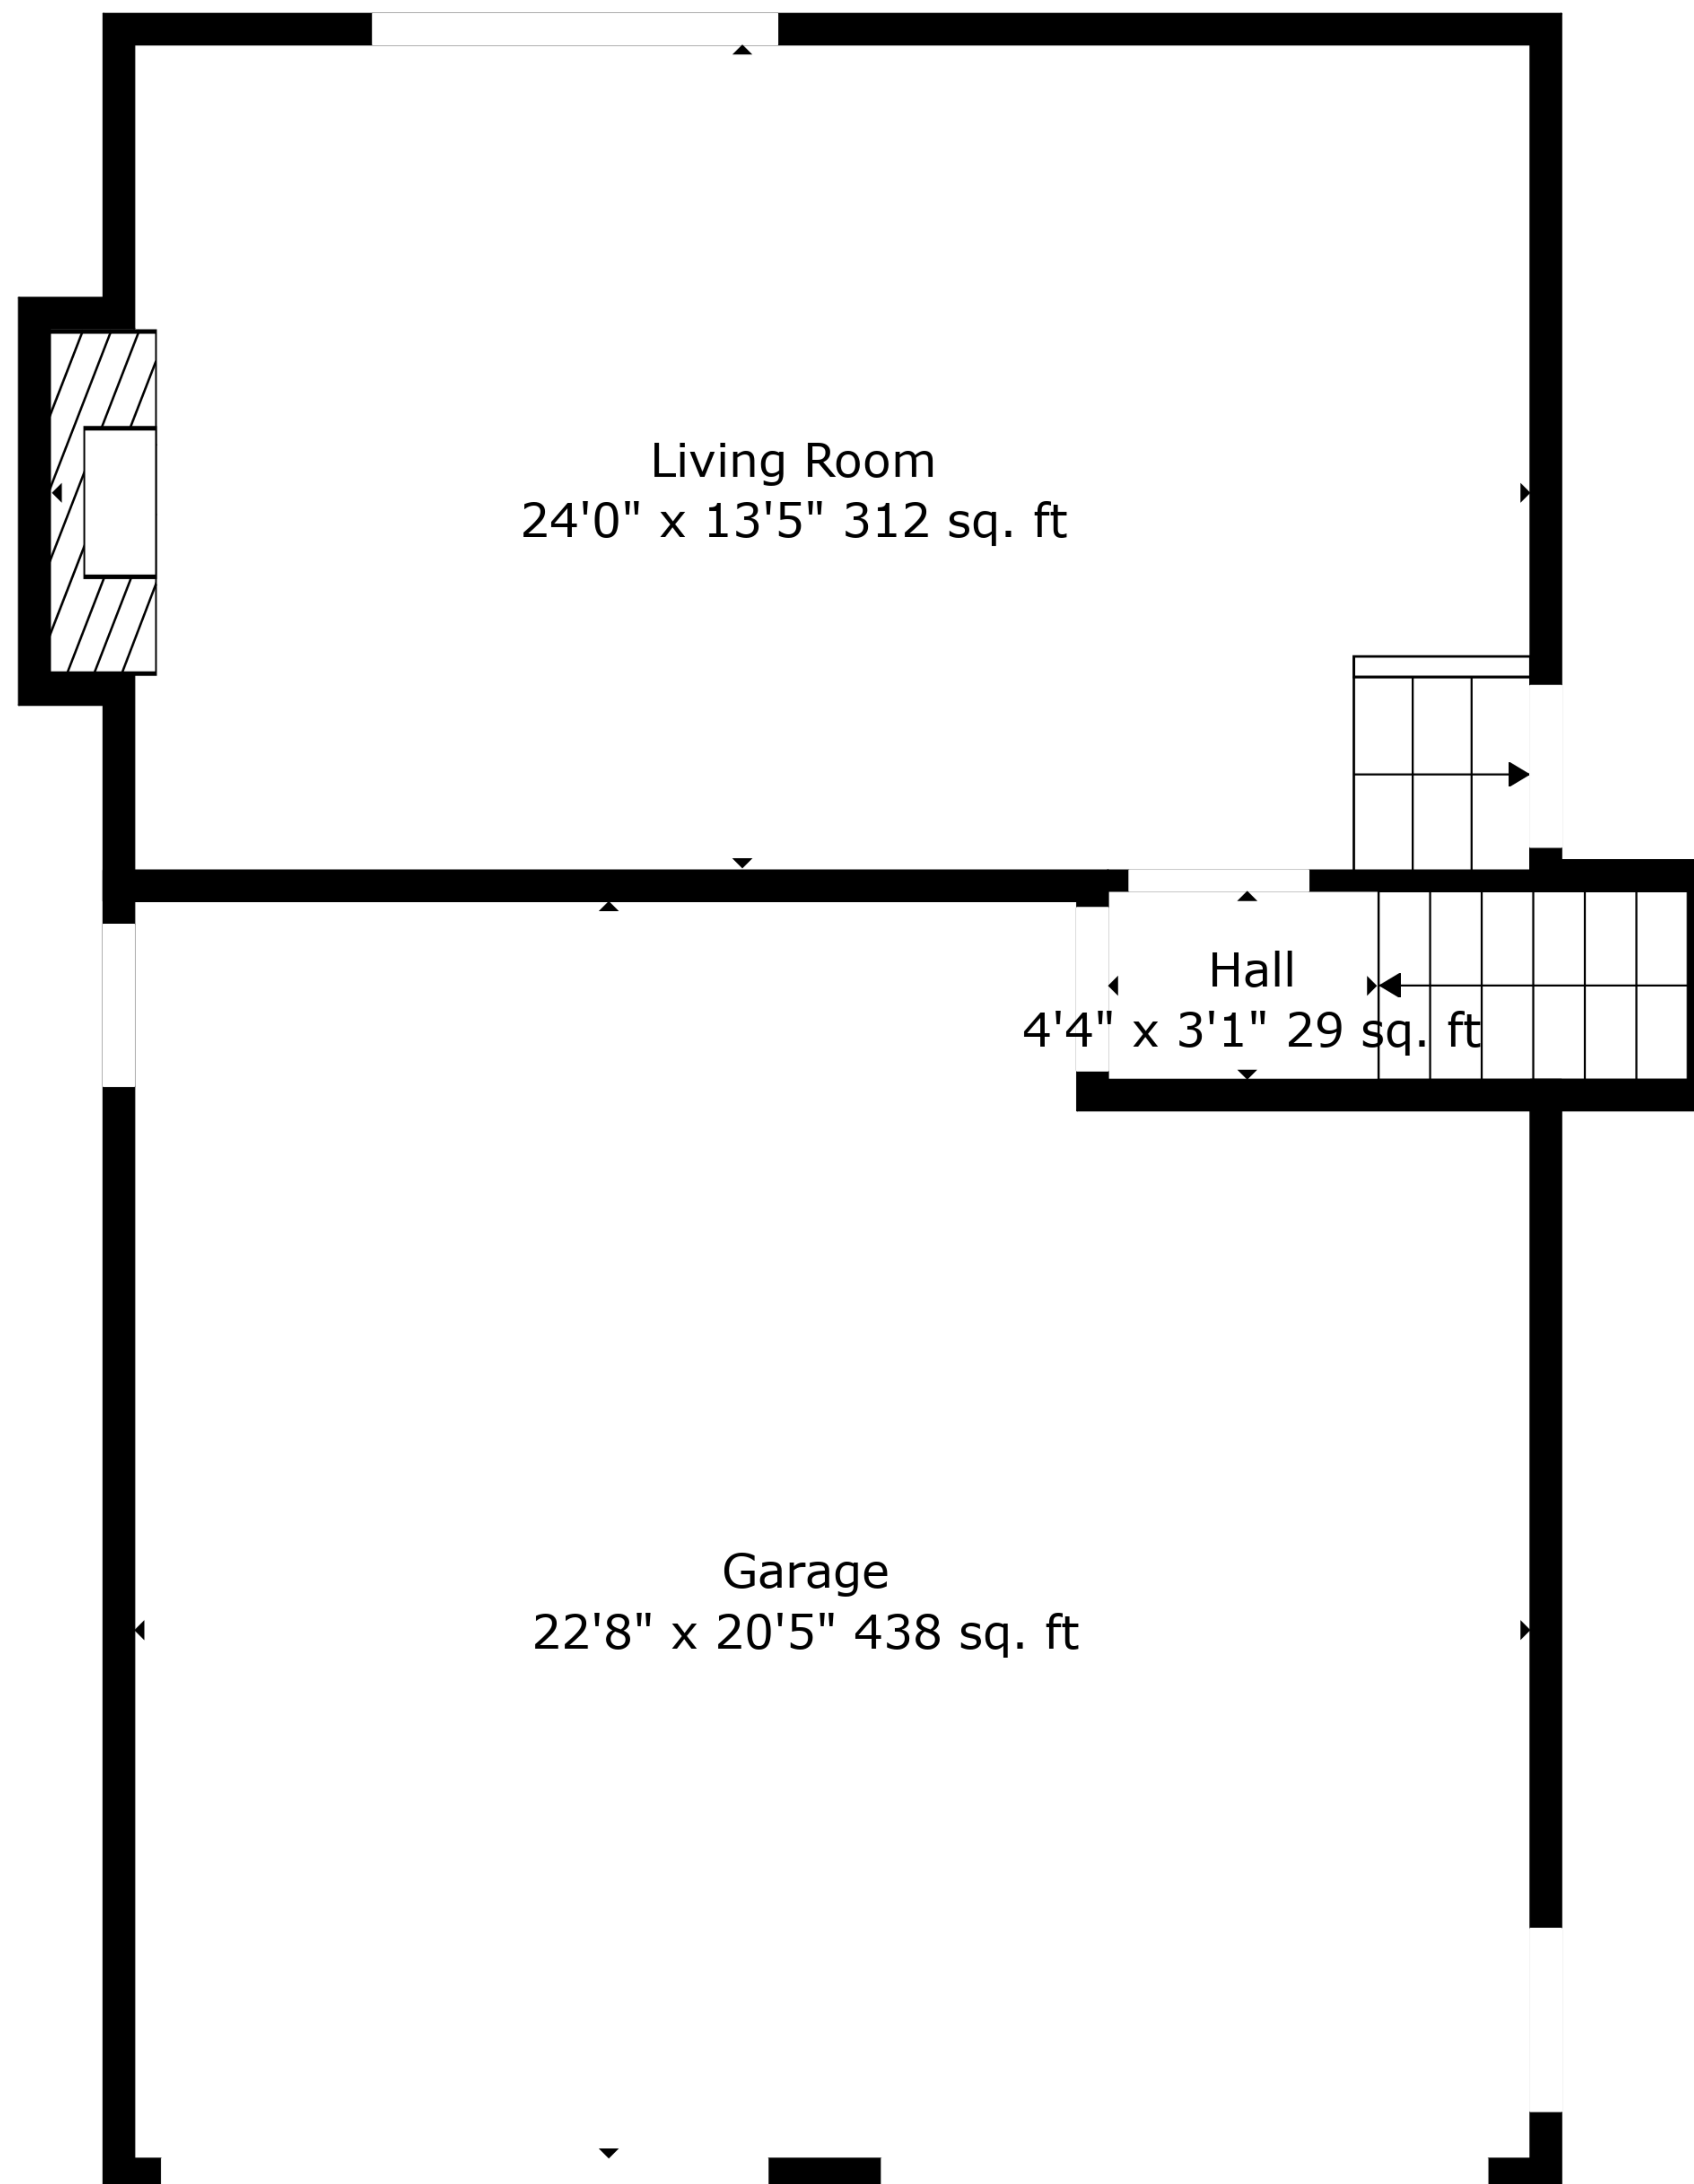 Living Room
24'0" x 13'5" 312 sq. ft
Hall
4'4" x 3'1" 29 sq. ft
Garage
22'8" x 20'5" 438 sq. ft